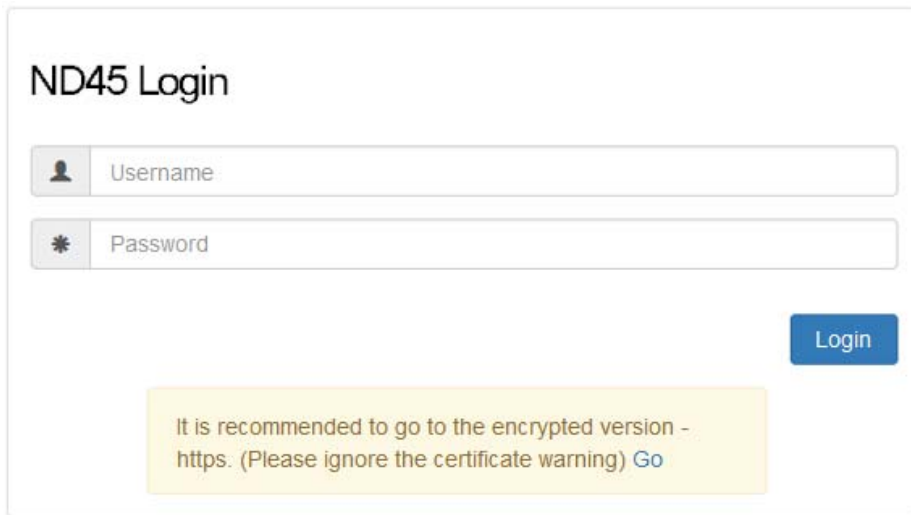 ND45 Login
Username
Password
Login
It is recommended to go to the encrypted version -
https. (Please ignore the certificate warning) Go